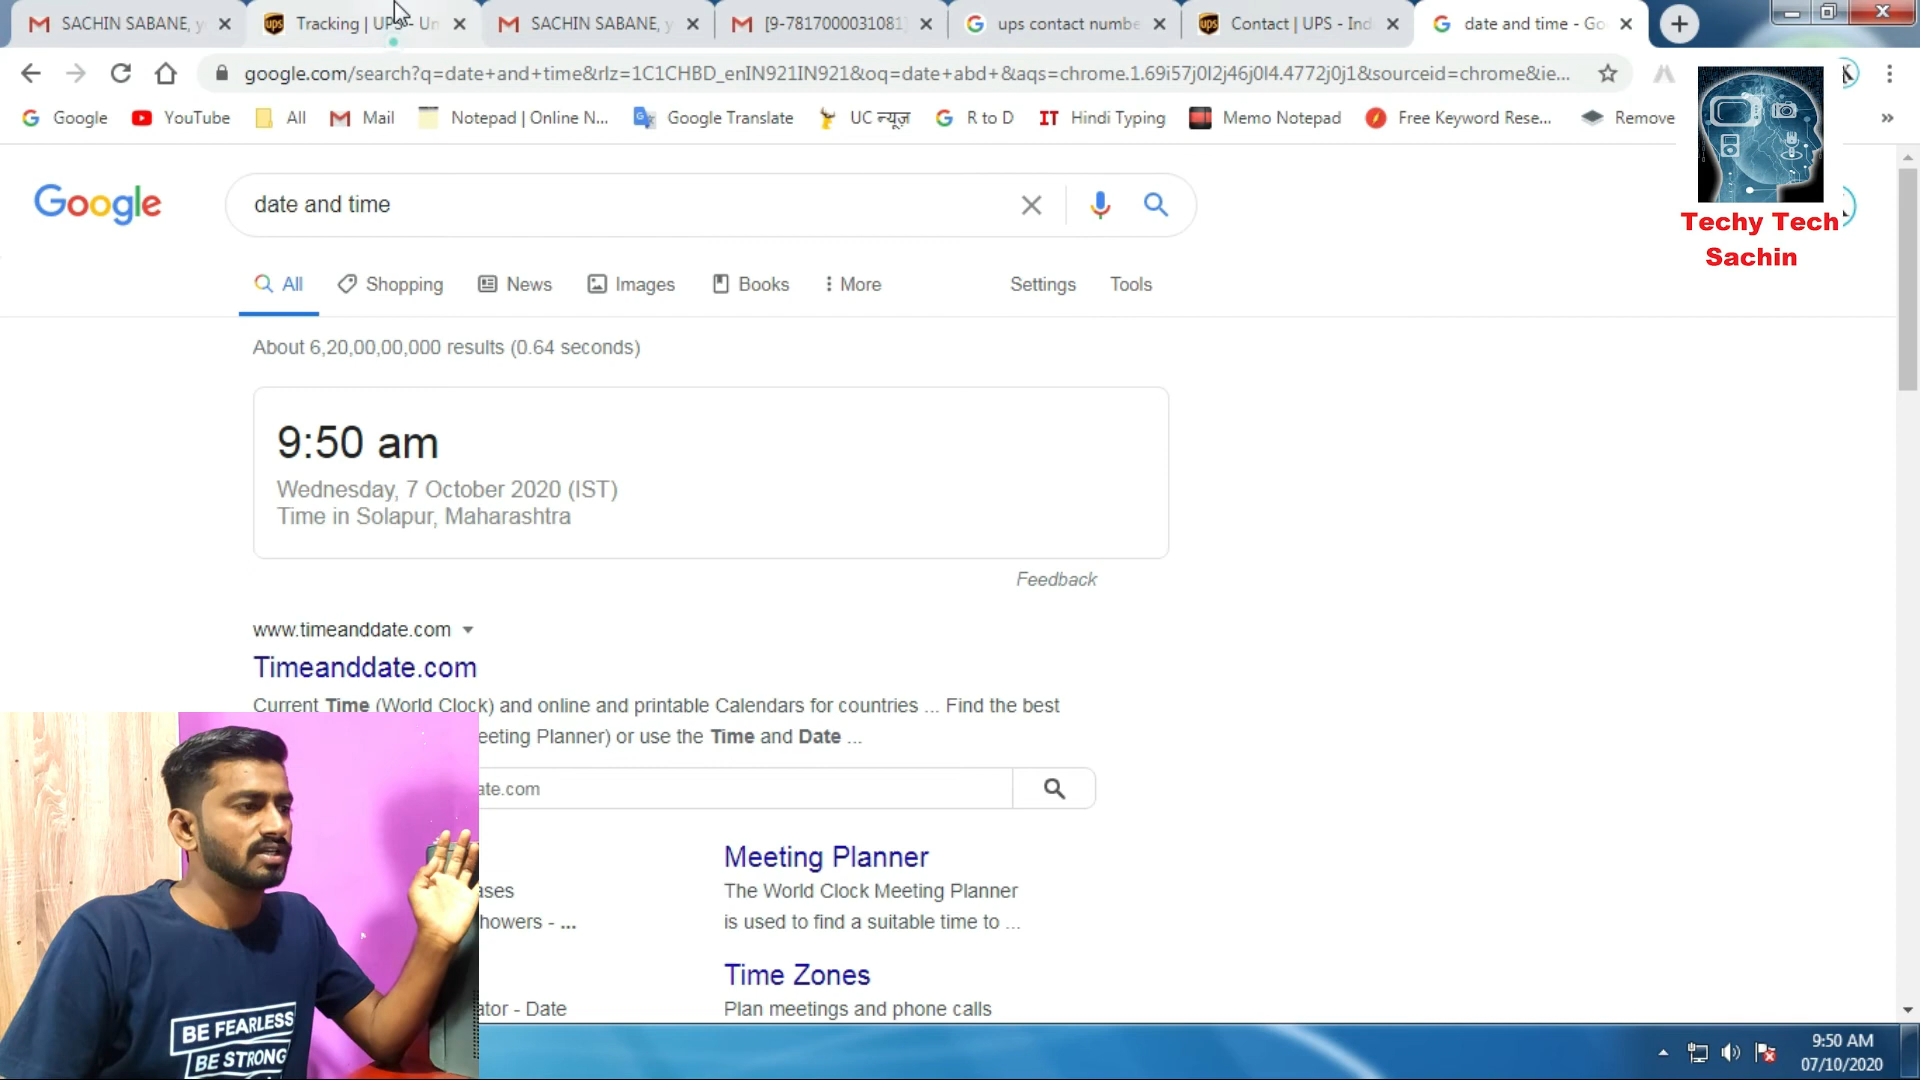 SACHIN SABANE, y
Tracking | UPS - Un
SACHIN SABANE, y
[9-7817000031081]
ups contact numbe
Contact | UPS - Ind
date and time - Go
google.com/search?q=date+and+time&rlz=1C1CHBD_enIN921IN921&oq=date+abd+&aqs=chrome.1.69i57j0l2j46j0l4.4772j0j1&sourceid=chrome&ie...
Google
YouTube
All
Mail
Notepad | Online N...
Google Translate
UC न्यूज़
R to D
IT Hindi Typing
Memo Notepad
Free Keyword Rese...
Remove
»
Techy Tech
Sachin
Google
date and time
All
Shopping
News
Images
Books
More
Settings
Tools
About 6,20,00,00,000 results (0.64 seconds)
9:50 am
Wednesday, 7 October 2020 (IST)
Time in Solapur, Maharashtra
Feedback
www.timeanddate.com
Timeanddate.com
Current Time (World Clock) and online and printable Calendars for countries ... Find the best
eeting Planner) or use the Time and Date ...
ate.com
Meeting Planner
ases
The World Clock Meeting Planner
howers - ...
is used to find a suitable time to ...
Time Zones
ator - Date
Plan meetings and phone calls
BE FEARLESS
BE STRONG
9:50 AM
07/10/2020